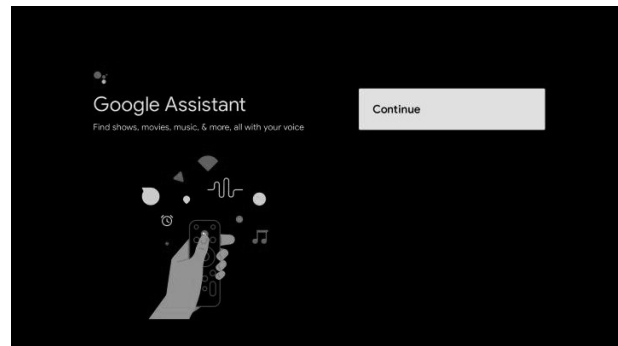 Google Assistant
Find shows, movies, music, & more, all with your voice
Continue